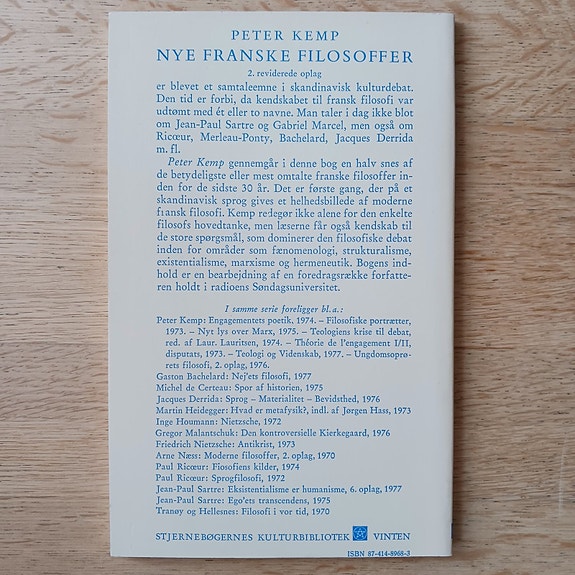 PETER KEMP
NYE FRANSKE FILOSOFFER
2. reviderede oplag
er blevet et samtaleemne i skandinavisk kulturdebat.
Den tid er forbi, da kendskabet til fransk filosofi var
udtømt med ét eller to navne. Man taler i dag ikke blot
om Jean-Paul Sartre og Gabriel Marcel, men også om
Ricœur, Merleau-Ponty, Bachelard, Jacques Derrida
m. fl.
Peter Kemp gennemgår i denne bog en halv snes af
de betydeligste eller mest omtalte franske filosoffer in-
den for de sidste 30 år. Det er første gang, der på et
skandinavisk sprog gives et helhedsbillede af moderne
fransk filosofi. Kemp redegør ikke alene for den enkelte
filosofs hovedtanke, men læserne får også kendskab til
de store spørgsmål, som dominerer den filosofiske debat
inden for områder som fænomenologi, strukturalisme,
existentialisme, marxisme og hermeneutik. Bogens ind-
hold er en bearbejdning af en foredragsrække forfatte-
ren holdt i radioens Søndagsuniversitet.
I samme serie foreligger bl.a.:
Peter Kemp: Engagementets poetik, 1974. – Filosofiske portrætter,
1973. – Nyt lys over Marx, 1975. – Teologiens krise til debat,
red. af Laur. Lauritsen, 1974. – Théorie de l'engagement I/II,
disputats, 1973. – Teologi og Videnskab, 1977. – Ungdomsoprø-
rets filosofi, 2. oplag, 1976.
Gaston Bachelard: Nej'ets filosofi, 1977
Michel de Certeau: Spor af historien, 1975
Jacques Derrida: Sprog – Materialitet – Bevidsthed, 1976
Martin Heidegger: Hvad er metafysik?, indl. af Jørgen Hass, 1973
Inge Houmann: Nietzsche, 1972
Gregor Malantschuk: Den kontroversielle Kierkegaard, 1976
Friedrich Nietzsche: Antikrist, 1973
Arne Næss: Moderne filosoffer, 2. oplag, 1970
Paul Ricœur: Fiosofiens kilder, 1974
Paul Ricœur: Sprogfilosofi, 1972
Jean-Paul Sartre: Eksistentialisme er humanisme, 6. oplag, 1977
Jean-Paul Sartre: Ego'ets transcendens, 1975
Tranøy og Hellesnes: Filosofi i vor tid, 1970
STJERNEBØGERNES KULTURBIBLIOTEK VINTEN
ISBN 87-414-8968-3